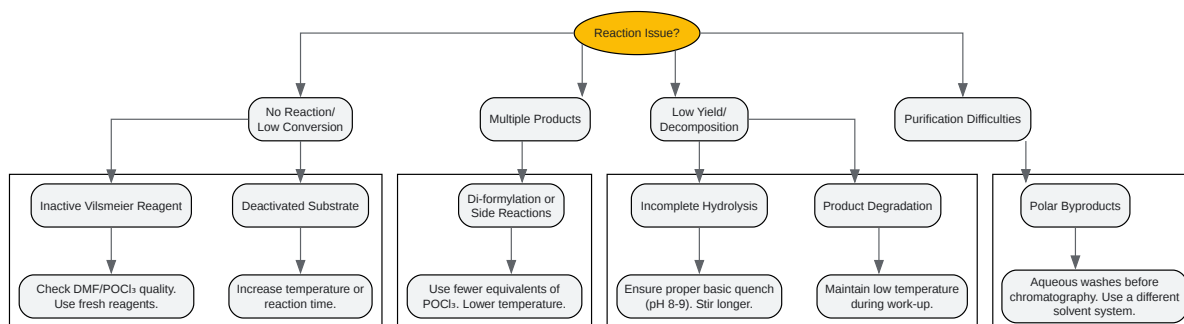 Reaction Issue?
No Reaction/
Low Conversion
Multiple Products
Low Yield/
Decomposition
Purification Difficulties
Inactive Vilsmeier Reagent
Deactivated Substrate
Di-formylation or
Side Reactions
Incomplete Hydrolysis
Product Degradation
Polar Byproducts
Check DMF/POCl₃ quality.
Use fresh reagents.
Increase temperature or
reaction time.
Use fewer equivalents of
POCl₃. Lower temperature.
Ensure proper basic quench
(pH 8-9). Stir longer.
Maintain low temperature
during work-up.
Aqueous washes before
chromatography. Use a different
solvent system.